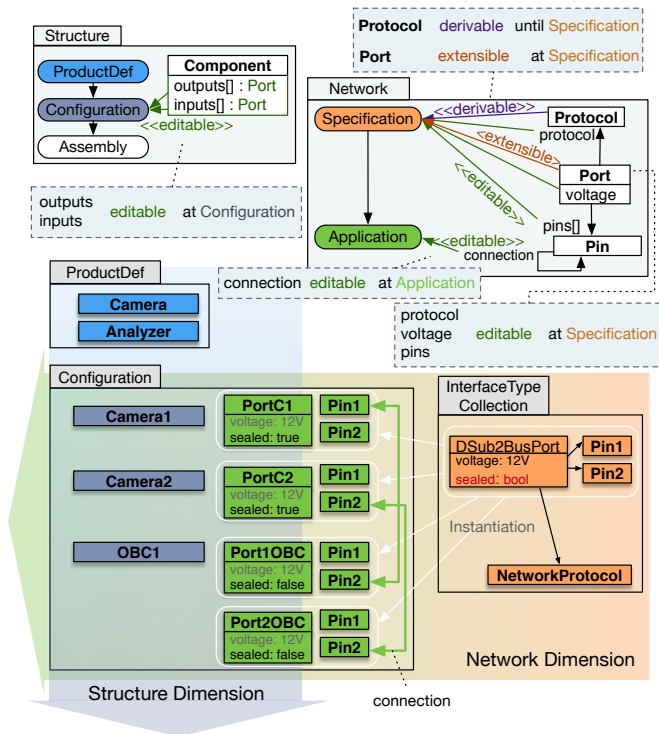 Protocol derivable until Specification
Port extensible at Specification
Structure
ProductDef
Configuration
Assembly
Component
outputs[] : Port
inputs[] : Port
<<editable>>
outputs
inputs editable at Configuration
Network
Specification
Application
<<derivable>>
<extensible>
<<editable>>
<<editable>>
Protocol
protocol
Port
voltage
pins[]
Pin
connection
connection editable at Application
protocol
voltage editable at Specification
pins
ProductDef
Camera
Analyzer
Configuration
Camera1
Camera2
OBC1
PortC1
voltage: 12V
sealed: true
Pin1
Pin2
PortC2
voltage: 12V
sealed: true
Pin1
Pin2
Port1OBC
voltage: 12V
sealed: false
Pin1
Pin2
Port2OBC
voltage: 12V
sealed: false
Pin1
Pin2
InterfaceType
Collection
DSub2BusPort
voltage: 12V
sealed: bool
Pin1
Pin2
Instantiation
NetworkProtocol
Network Dimension
Structure Dimension
connection